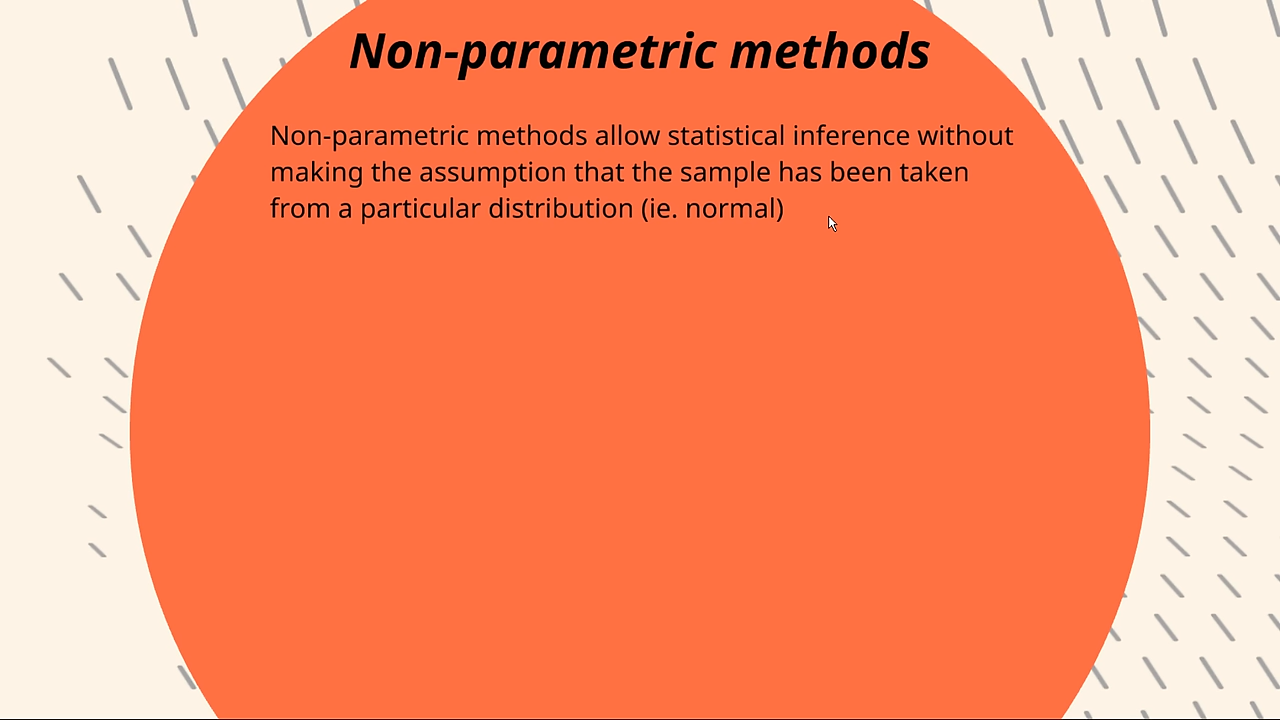 Non-parametric methods
Non-parametric methods allow statistical inference without
making the assumption that the sample has been taken
from a particular distribution (ie. normal)